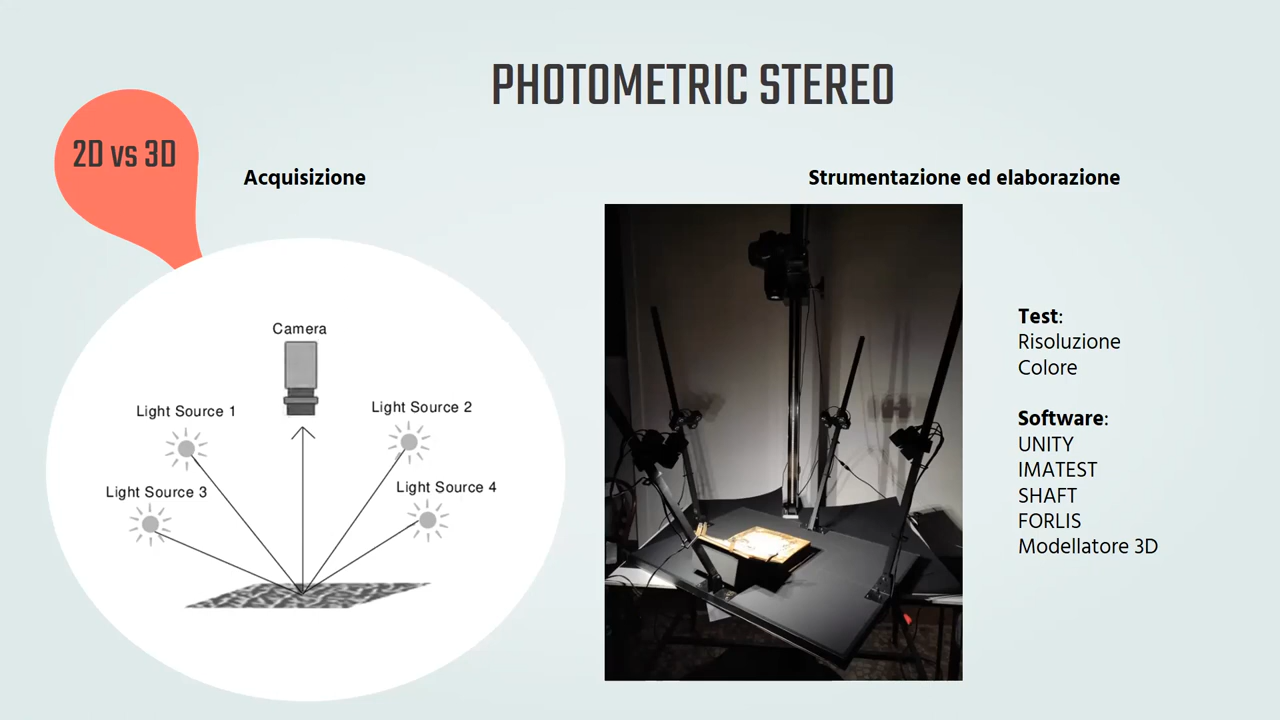 PHOTOMETRIC STEREO
2D vs 3D
Acquisizione
Camera
Light Source 1
Light Source 2
Light Source 3
Light Source 4
Strumentazione ed elaborazione
Test:
Risoluzione
Colore
Software:
UNITY
IMATEST
SHAFT
FORLIS
Modellatore 3D